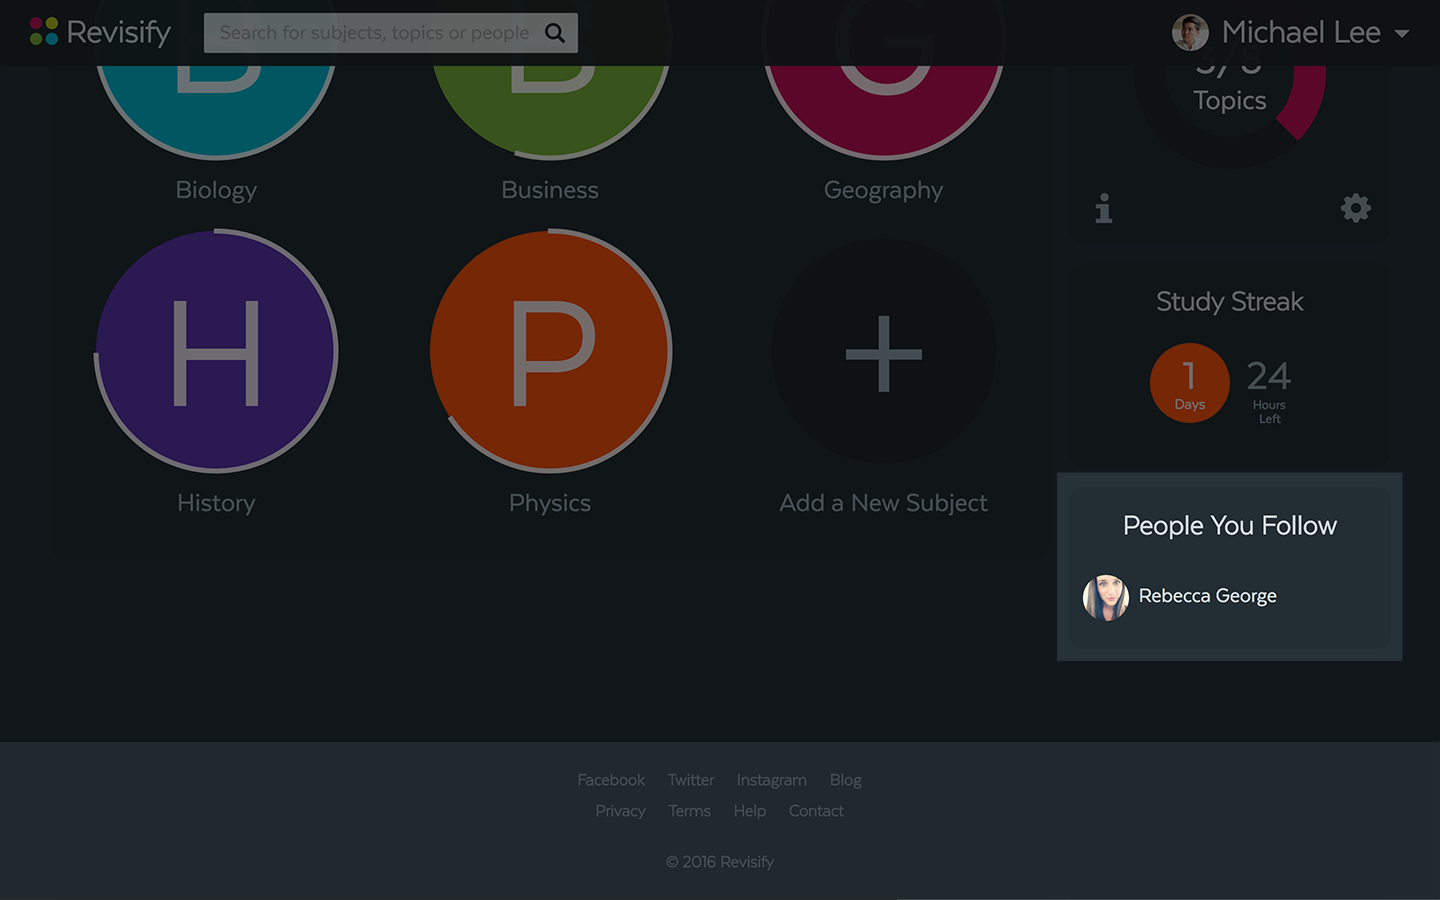 Revisify
Search for subjects, topics or people
Michael Lee
B
B
G
Topics
Biology
Business
Geography
H
P
Study Streak
1
Days
24
Hours
Left
History
Physics
Add a New Subject
People You Follow
Rebecca George
Facebook Twitter Instagram Blog
Privacy Terms Help Contact
© 2016 Revisify